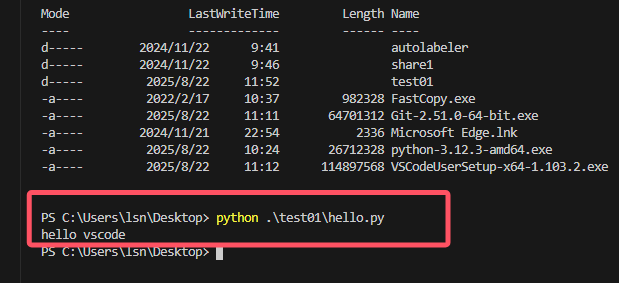 Mode LastWriteTime Length Name
---- ------------- ------ ----
d----- 2024/11/22 9:41 autolabeler
d----- 2024/11/22 9:46 share1
d----- 2025/8/22 11:52 test01
-a---- 2022/2/17 10:37 982328 FastCopy.exe
-a---- 2025/8/22 11:11 64701312 Git-2.51.0-64-bit.exe
-a---- 2024/11/21 22:54 2336 Microsoft Edge.lnk
-a---- 2025/8/22 10:24 26712328 python-3.12.3-amd64.exe
-a---- 2025/8/22 11:12 114897568 VSCodeUserSetup-x64-1.103.2.exe
PS C:\Users\lsn\Desktop> python .\test01\hello.py
hello vscode
PS C:\Users\lsn\Desktop>